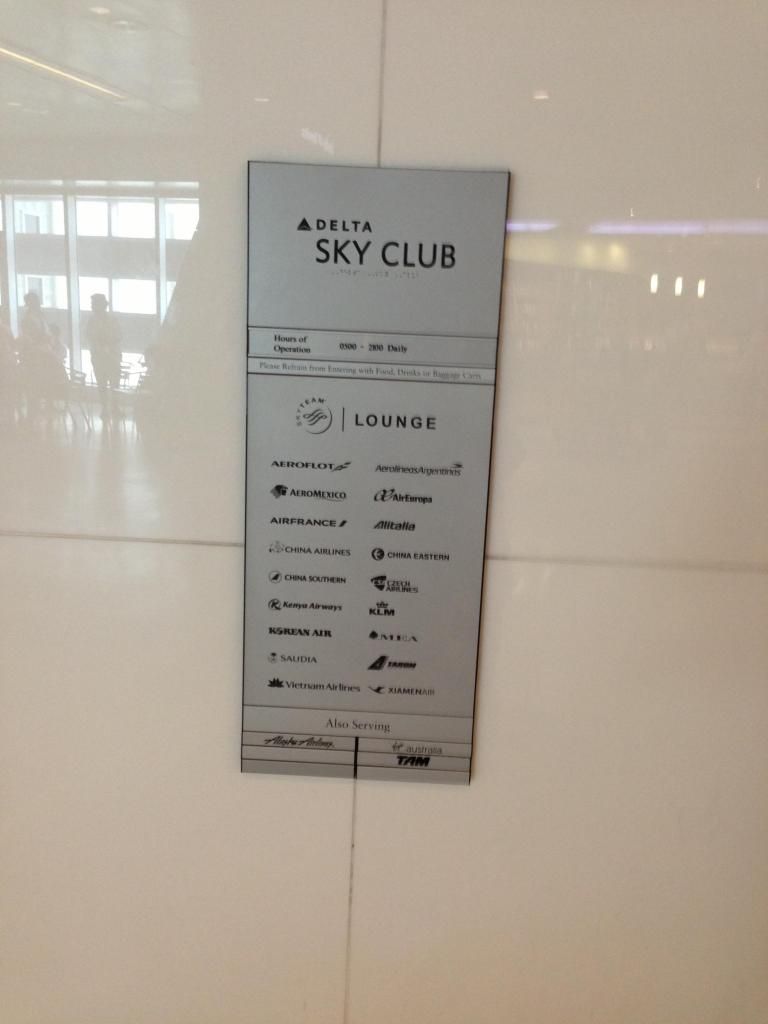 DELTA
SKY CLUB
Hours of
Operation
0500 - 2100 Daily
Please Refrain from Entering with Food, Drinks or Baggage Carts
SKYTEAM
LOUNGE
AEROFLOT
AerolíneasArgentinas
AEROMEXICO
AirEuropa
AIRFRANCE
Alitalia
CHINA AIRLINES
CHINA EASTERN
CHINA SOUTHERN
CSA CZECH
AIRLINES
Kenya Airways
KLM
KOREAN AIR
MEA
SAUDIA
TAROM
Vietnam Airlines
XIAMENAIR
Also Serving
Alaska Airlines
australia
TAM